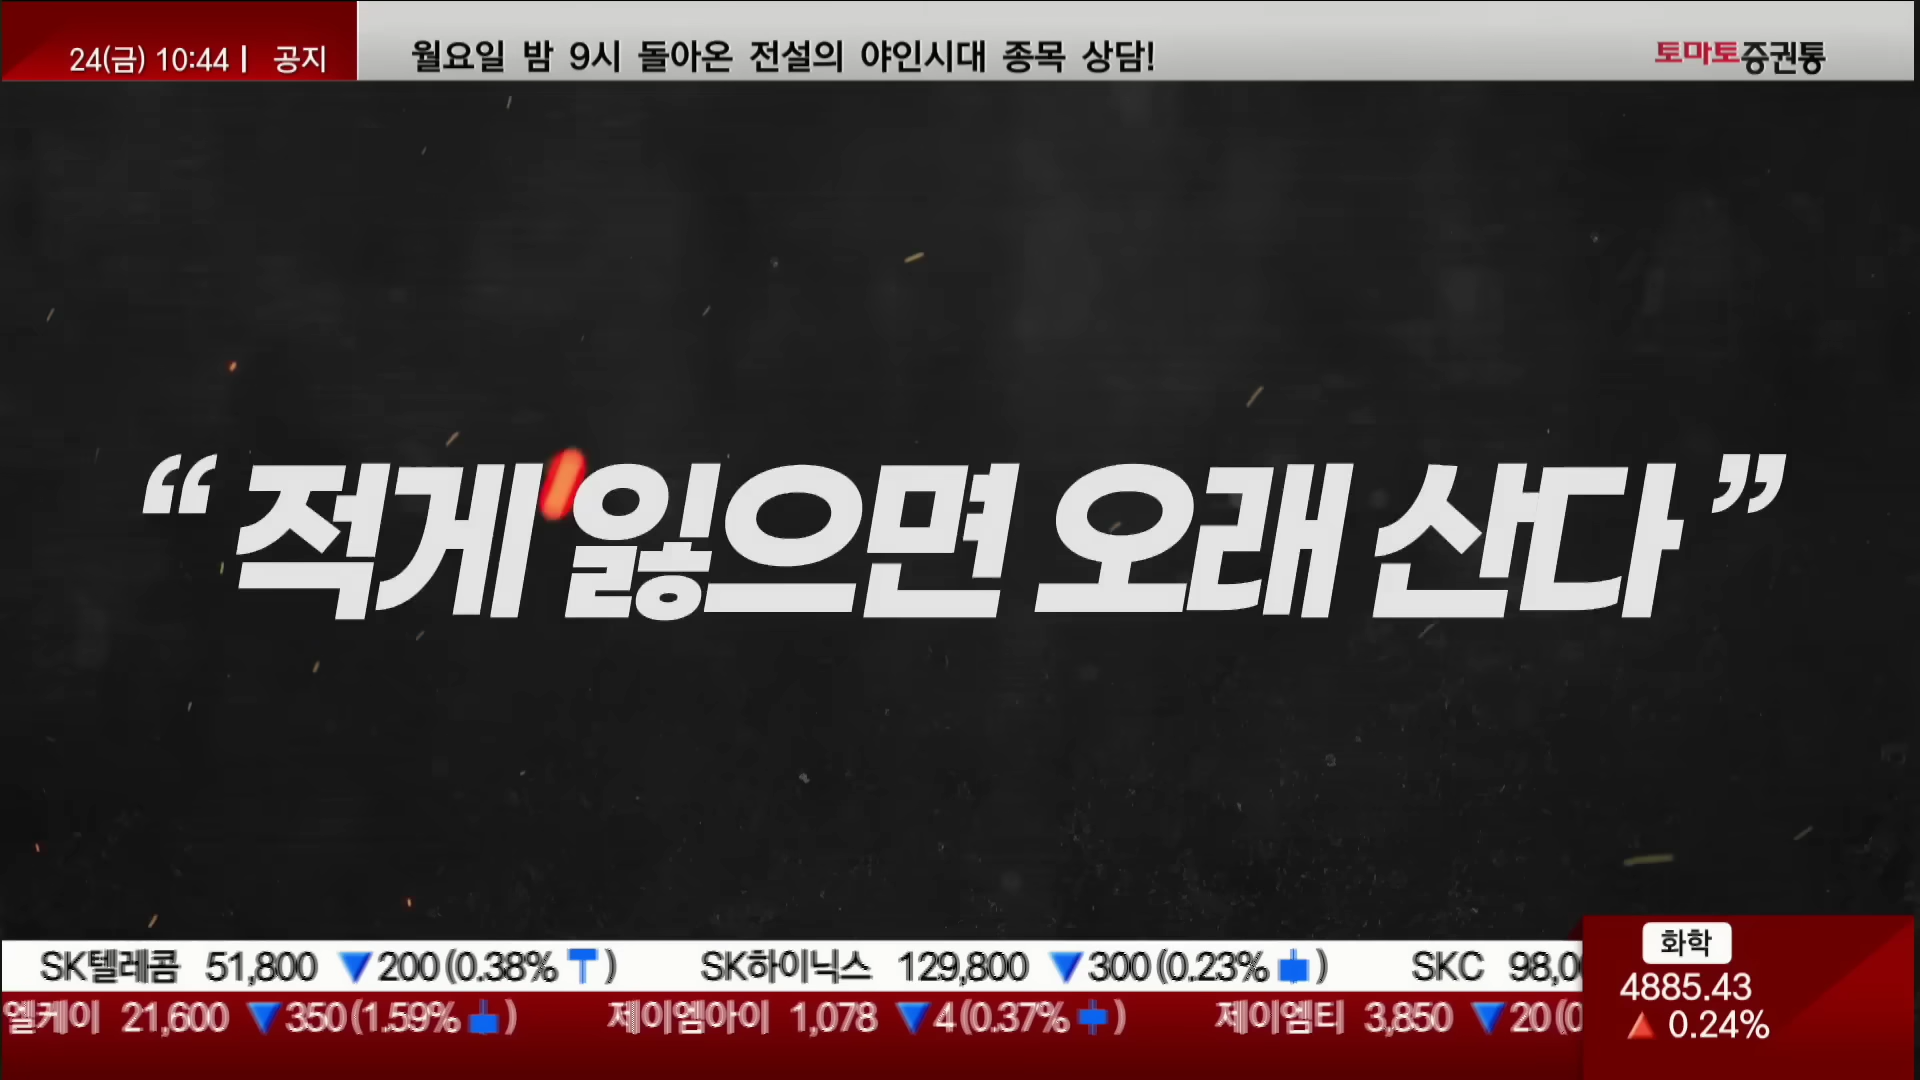 24(금) 10:44 | 공지
월요일 밤 9시 돌아온 전설의 야인시대 종목 상담!
토마토증권통
“적게 잃으면 오래 산다”
SK텔레콤 51,800 ▼200(0.38% ) SK하이닉스 129,800 ▼300(0.23% ) SKC 98,0
엘케이 21,600 ▼350(1.59% ) 제이엠아이 1,078 ▼4(0.37% ) 제이엠티 3,850 ▼20(0
화학
4885.43
▲ 0.24%